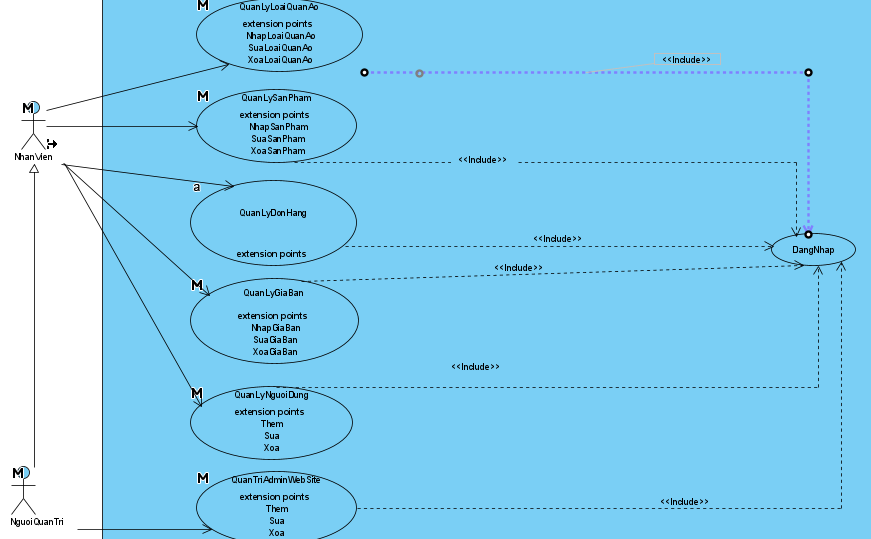 M
QuanLyLoaiQuanAo
extension points
NhapLoaiQuanAo
SuaLoaiQuanAo
XoaLoaiQuanAo
<<Include>>
M
QuanLySanPham
extension points
NhapSanPham
SuaSanPham
XoaSanPham
M
NhanVien
<<Include>>
a
QuanLyDonHang
extension points
<<Include>>
DangNhap
<<Include>>
M
QuanLyGiaBan
extension points
NhapGiaBan
SuaGiaBan
XoaGiaBan
<<Include>>
M
QuanLyNguoiDung
extension points
Them
Sua
Xoa
M
NguoiQuanTri
M
QuanTriAdminWebSite
extension points
Them
Sua
Xoa
<<Include>>